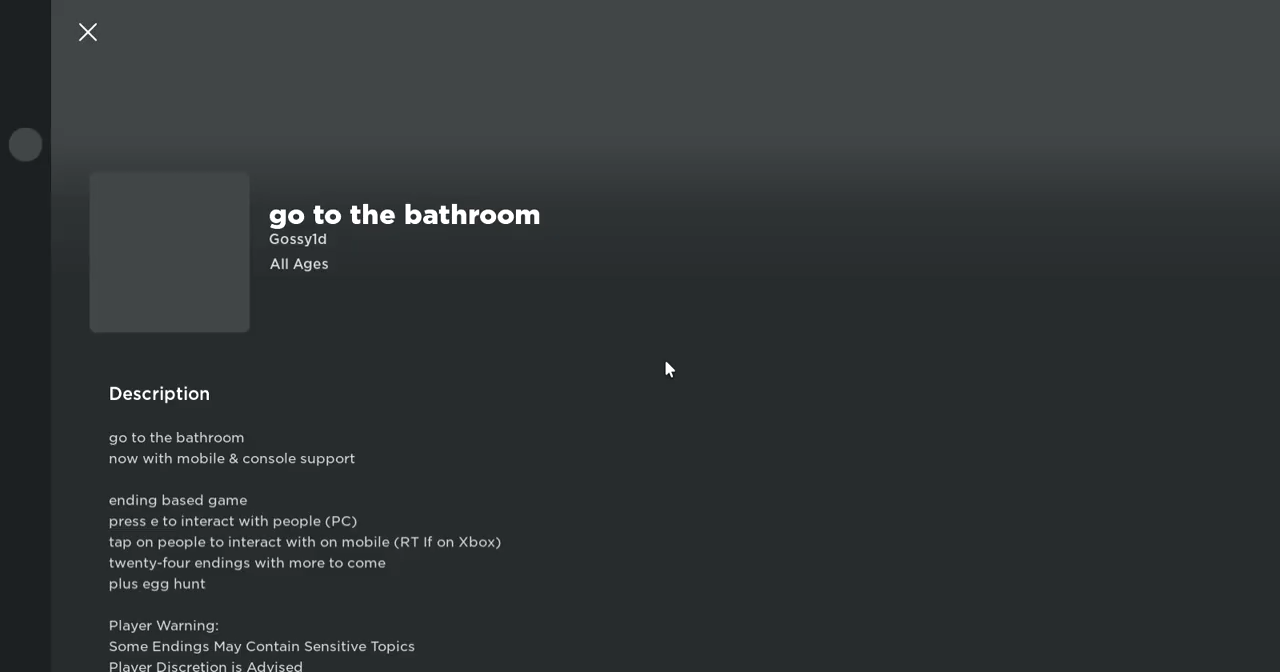 go to the bathroom
Gossy1d
All Ages
Description
go to the bathroom
now with mobile & console support
ending based game
press e to interact with people (PC)
tap on people to interact with on mobile (RT If on Xbox)
twenty-four endings with more to come
plus egg hunt
Player Warning:
Some Endings May Contain Sensitive Topics
Player Discretion is Advised